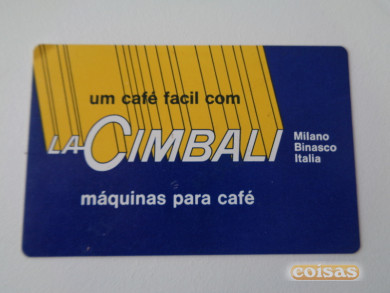 um café facil com
LA CIMBALI
Milano
Binasco
Italia
máquinas para café
coisas